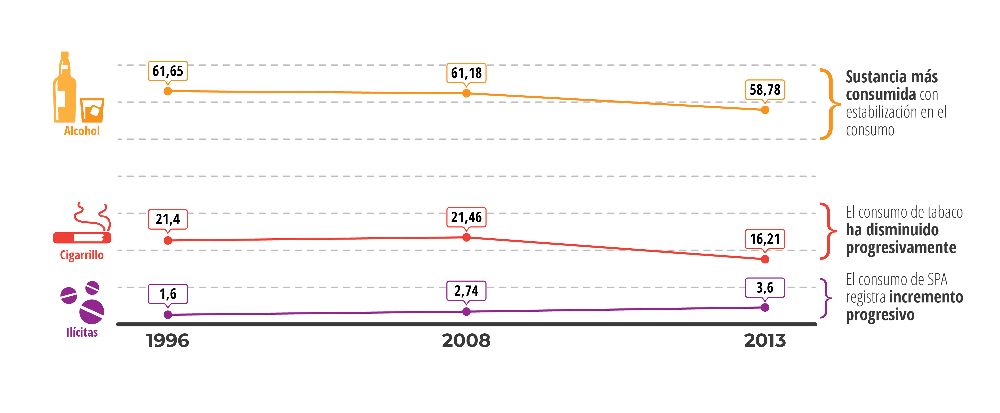 61,65
61,18
58,78
Alcohol
Sustancia más
consumida con
estabilización en el
consumo
21,4
21,46
16,21
Cigarrillo
El consumo de tabaco
ha disminuido
progresivamente
1,6
2,74
3,6
Ilícitas
El consumo de SPA
registra incremento
progresivo
1996
2008
2013